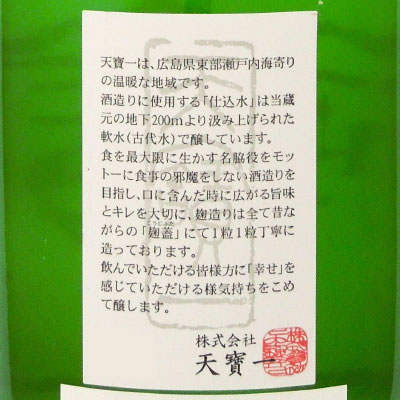 天寶一は、広島県東部瀬戸内海寄り
の温暖な地域です。
酒造りに使用する「仕込水」は当蔵
元の地下200mより汲み上げられた
軟水(古代水)で醸しています。
食を最大限に生かす名脇役をモッ
トーに食事の邪魔をしない酒造り
を目指し、口に含んだ時に広がる旨味
とキレを大切に、麹造りは全て昔な
がらの「麹蓋」にて1粒1粒丁寧に
造っております。
飲んでいただける皆様方に「幸せ」を
感じていただける様気持ちをこめ
て醸します。
株式会社
天寶一